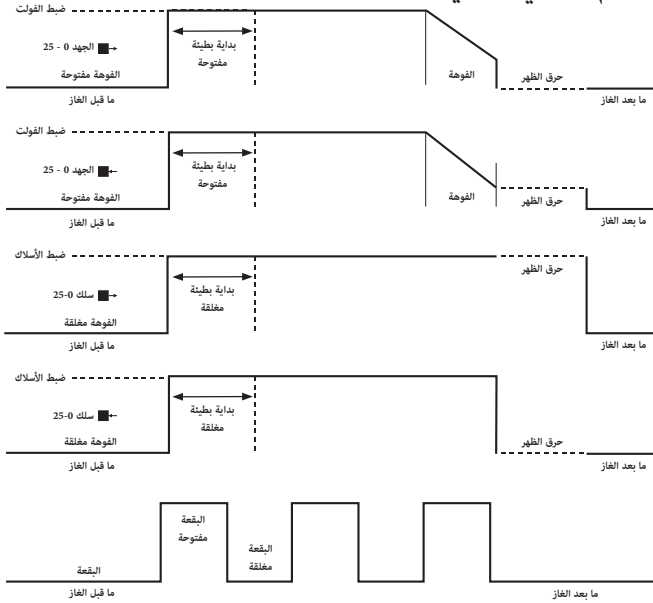 ضبط الفولت
الجهد 0 - 25
بداية بطيئة
مفتوحة
الفوهة مفتوحة
الفوهة
حرق الظهر
ما قبل الغاز
ما بعد الغاز
ضبط الفولت
الجهد 0 - 25
بداية بطيئة
مفتوحة
الفوهة مفتوحة
الفوهة
حرق الظهر
ما قبل الغاز
ما بعد الغاز
ضبط الأسلاك
حرق الظهر
سلك 0-25
بداية بطيئة
مغلقة
الفوهة مغلقة
ما قبل الغاز
ما بعد الغاز
ضبط الأسلاك
سلك 0-25
بداية بطيئة
مغلقة
الفوهة مغلقة
حرق الظهر
ما قبل الغاز
ما بعد الغاز
البقعة
مفتوحة
البقعة
مغلقة
البقعة
ما قبل الغاز
ما بعد الغاز